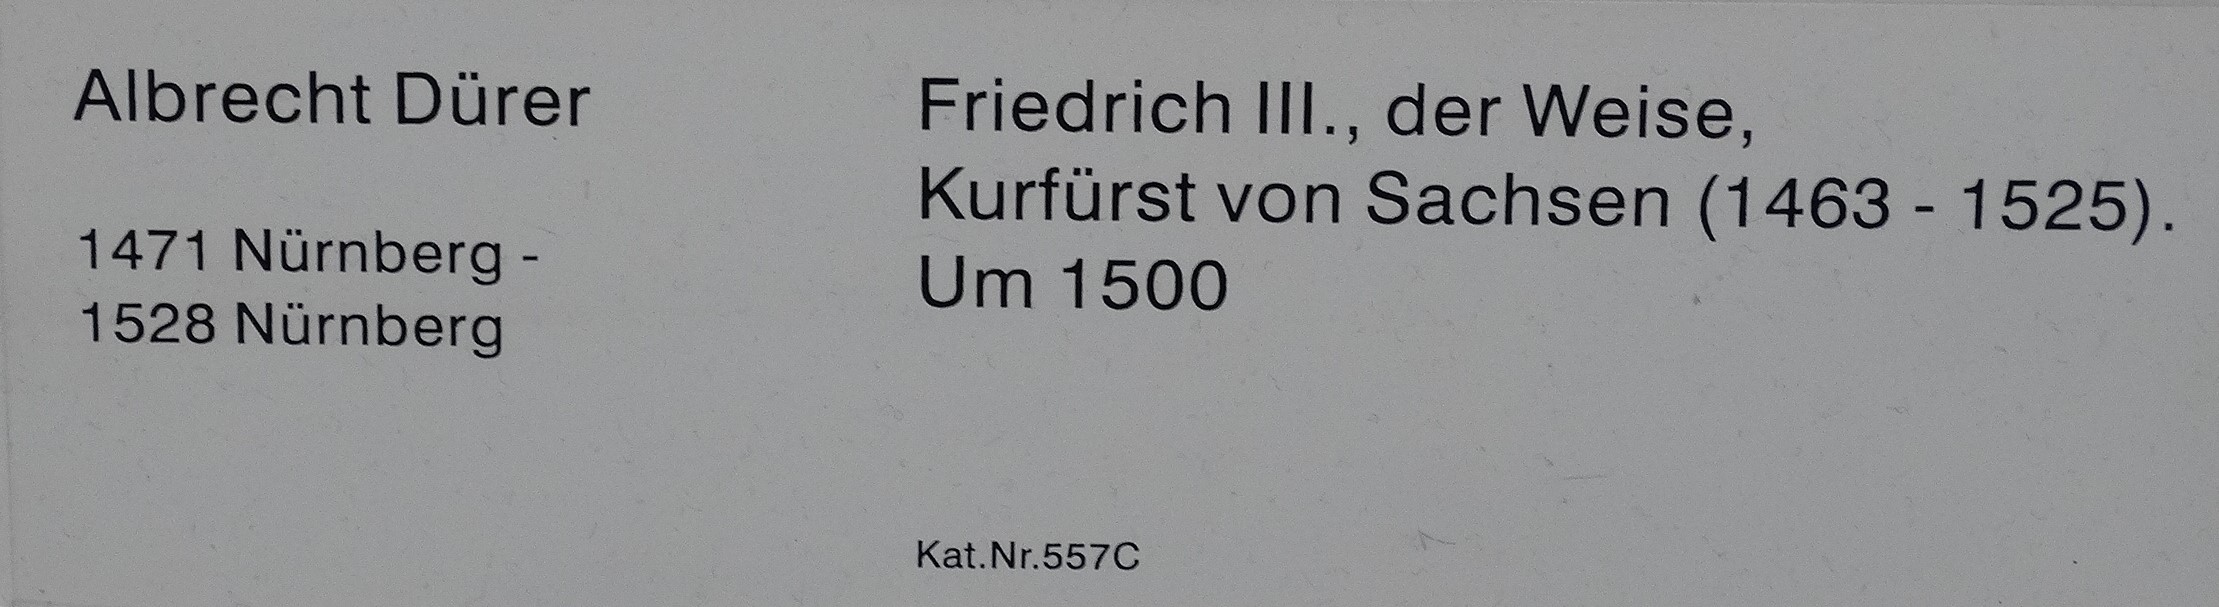 Albrecht Dürer
1471 Nürnberg -
1528 Nürnberg
Friedrich III., der Weise,
Kurfürst von Sachsen (1463 - 1525).
Um 1500
Kat.Nr.557C